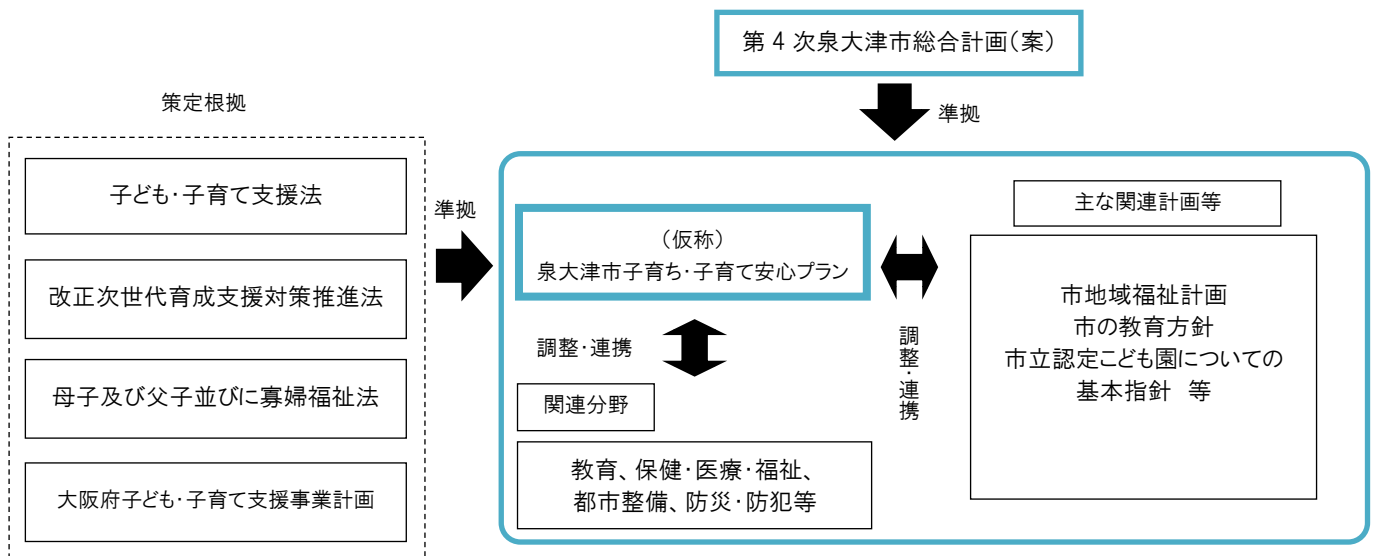 第4次泉大津市総合計画(案)
準拠
策定根拠
子ども・子育て支援法
改正次世代育成支援対策推進法
母子及び父子並びに寡婦福祉法
大阪府子ども・子育て支援事業計画
準拠
(仮称)
泉大津市子育ち・子育て安心プラン
調整・連携
関連分野
教育、保健・医療・福祉、
都市整備、防災・防犯等
調整・連携
主な関連計画等
市地域福祉計画
市の教育方針
市立認定こども園についての
基本指針 等